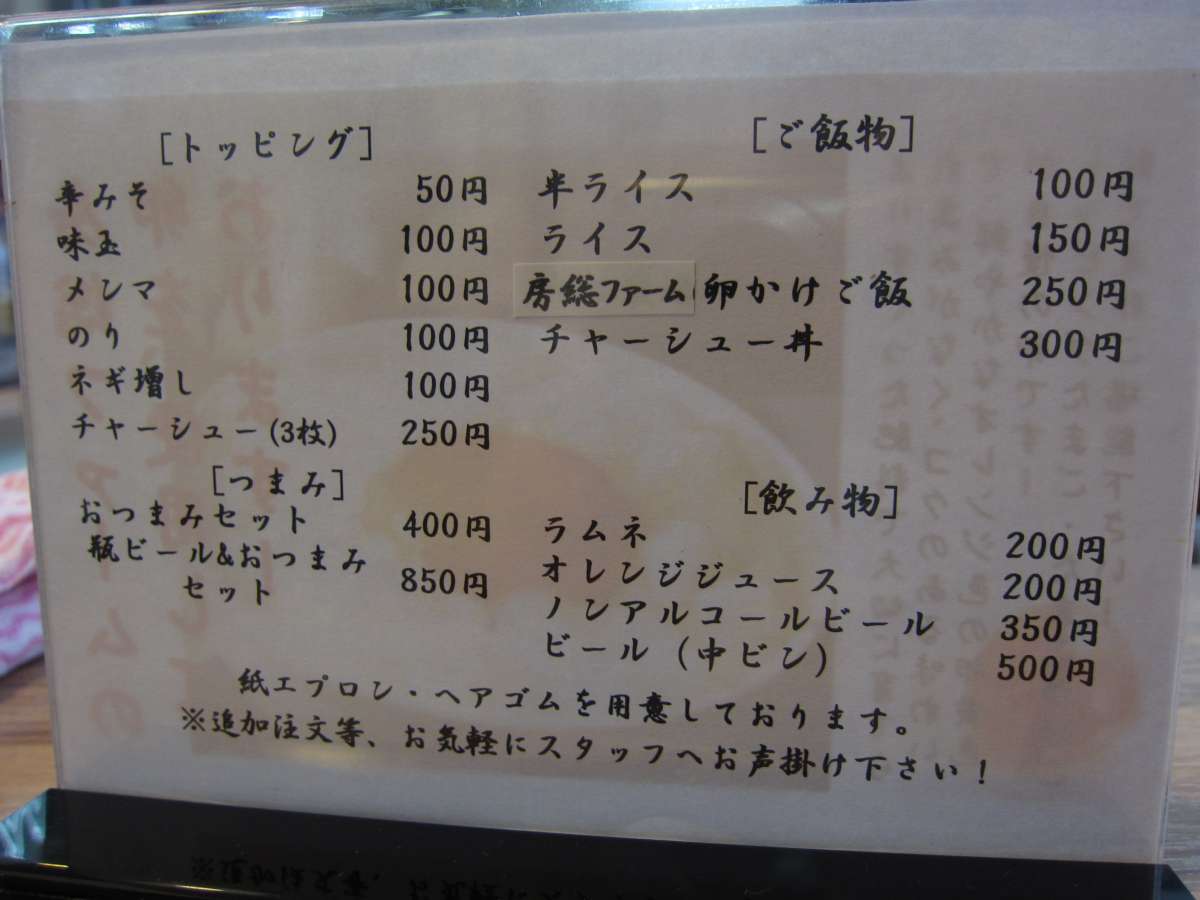 [トッピング]
辛みそ 50円
味玉 100円
メンマ 100円
のり 100円
ネギ増し 100円
チャーシュー(3枚) 250円
[つまみ]
おつまみセット 400円
瓶ビール&おつまみ
セット 850円
[ご飯物]
半ライス 100円
ライス 150円
房総ファーム 卵かけご飯 250円
チャーシュー丼 300円
[飲み物]
ラムネ 200円
オレンジジュース 200円
ノンアルコールビール 350円
ビール(中ビン) 500円
紙エプロン・ヘアゴムを用意しております。
※追加注文等、お気軽にスタッフへお声掛け下さい!